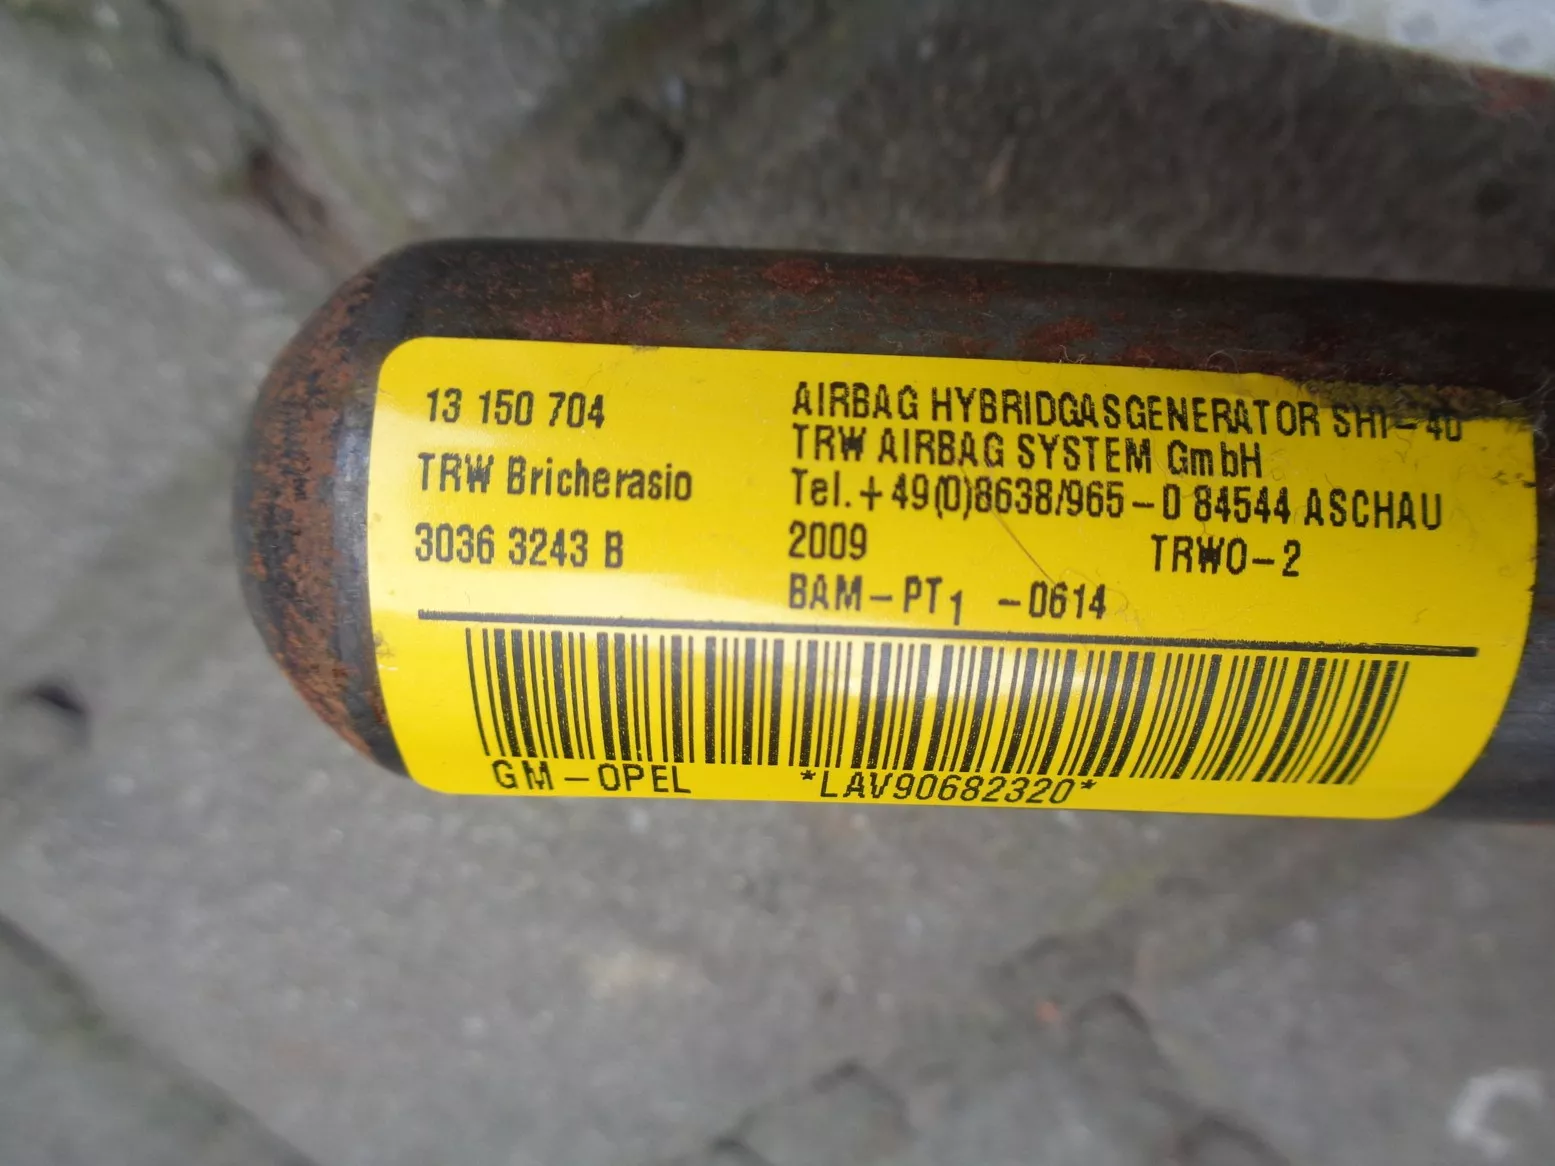 13 150 704
TRW Bricherasio
3036 3243 B
AIRBAG HYBRIDGASGENERATOR SHI-40
TRW AIRBAG SYSTEM GmbH
Tel.+49(0)8638/965-0 84544 ASCHAU
2009 TRWO-2
BAM-PT1 -0614
GM-OPEL *LAV90682320*